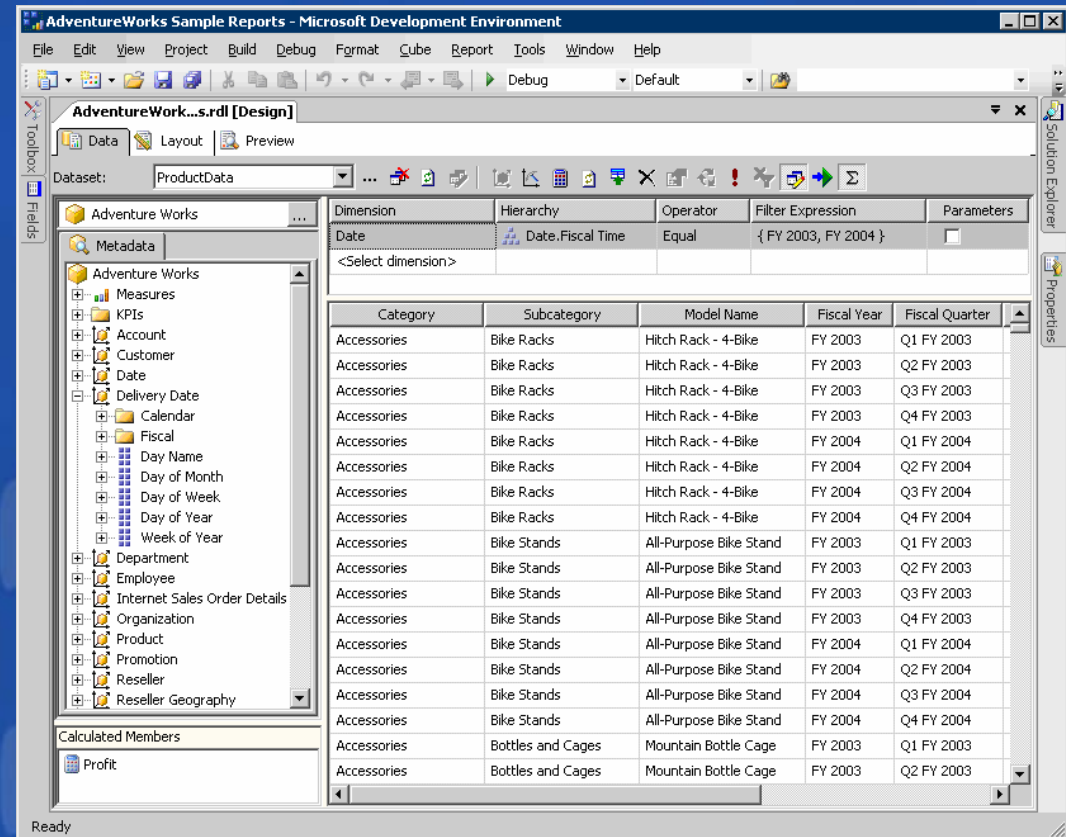 AdventureWorks Sample Reports - Microsoft Development Environment
File Edit View Project Build Debug Format Cube Report Tools Window Help
Debug Default
AdventureWork...s.rdl [Design]
Data Layout Preview
Toolbox
Fields
Solution Explorer
Properties
Dataset: ProductData ...
Adventure Works ...
Metadata
Adventure Works
Measures
KPIs
Account
Customer
Date
Delivery Date
Calendar
Fiscal
Day Name
Day of Month
Day of Week
Day of Year
Week of Year
Department
Employee
Internet Sales Order Details
Organization
Product
Promotion
Reseller
Reseller Geography
Calculated Members
Profit
Dimension Hierarchy Operator Filter Expression Parameters
Date Date.Fiscal Time Equal { FY 2003, FY 2004 }
<Select dimension>
Category Subcategory Model Name Fiscal Year Fiscal Quarter
Accessories Bike Racks Hitch Rack - 4-Bike FY 2003 Q1 FY 2003
Accessories Bike Racks Hitch Rack - 4-Bike FY 2003 Q2 FY 2003
Accessories Bike Racks Hitch Rack - 4-Bike FY 2003 Q3 FY 2003
Accessories Bike Racks Hitch Rack - 4-Bike FY 2003 Q4 FY 2003
Accessories Bike Racks Hitch Rack - 4-Bike FY 2004 Q1 FY 2004
Accessories Bike Racks Hitch Rack - 4-Bike FY 2004 Q2 FY 2004
Accessories Bike Racks Hitch Rack - 4-Bike FY 2004 Q3 FY 2004
Accessories Bike Racks Hitch Rack - 4-Bike FY 2004 Q4 FY 2004
Accessories Bike Stands All-Purpose Bike Stand FY 2003 Q1 FY 2003
Accessories Bike Stands All-Purpose Bike Stand FY 2003 Q2 FY 2003
Accessories Bike Stands All-Purpose Bike Stand FY 2003 Q3 FY 2003
Accessories Bike Stands All-Purpose Bike Stand FY 2003 Q4 FY 2003
Accessories Bike Stands All-Purpose Bike Stand FY 2004 Q1 FY 2004
Accessories Bike Stands All-Purpose Bike Stand FY 2004 Q2 FY 2004
Accessories Bike Stands All-Purpose Bike Stand FY 2004 Q3 FY 2004
Accessories Bike Stands All-Purpose Bike Stand FY 2004 Q4 FY 2004
Accessories Bottles and Cages Mountain Bottle Cage FY 2003 Q1 FY 2003
Accessories Bottles and Cages Mountain Bottle Cage FY 2003 Q2 FY 2003
Ready